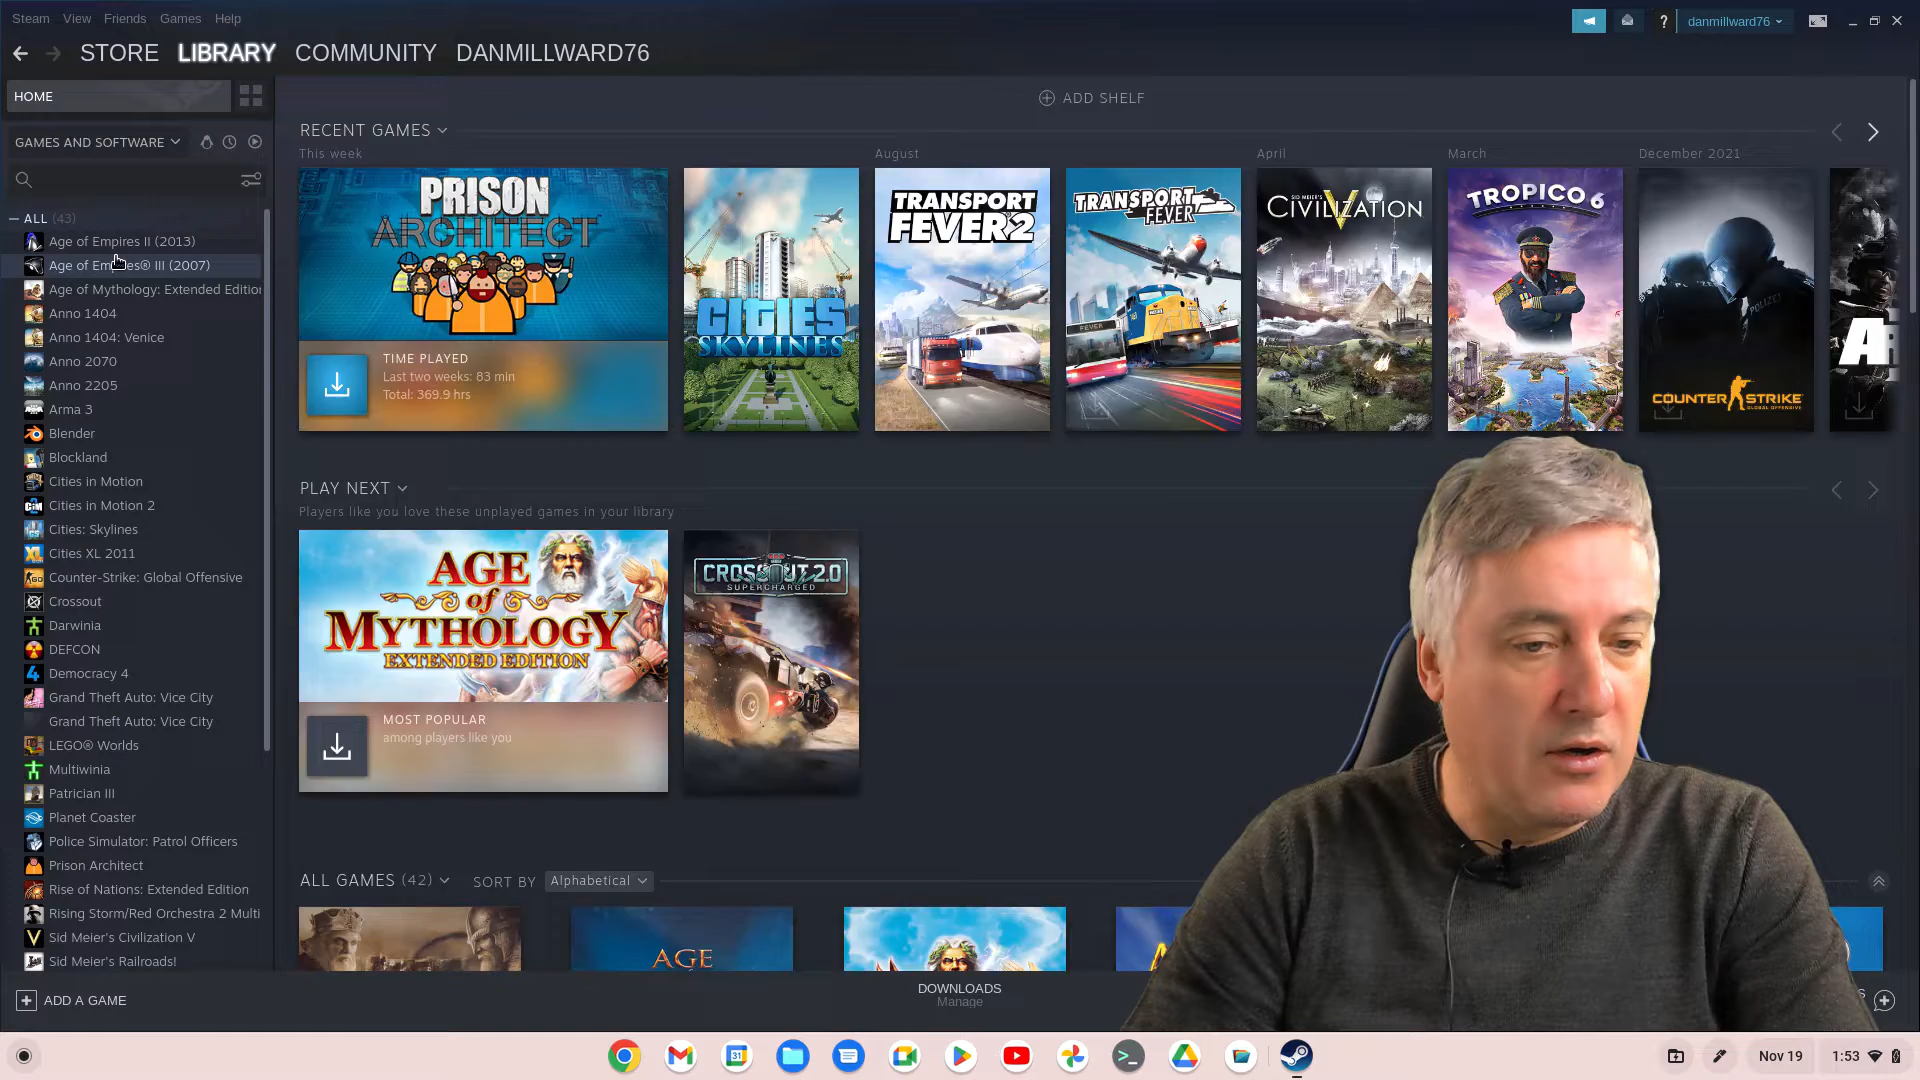 Steam View Friends Games Help
danmillward76
STORE LIBRARY COMMUNITY DANMILLWARD76
HOME
ADD SHELF
GAMES AND SOFTWARE
ALL (43)
Age of Empires II (2013)
Age of Empires® III (2007)
Age of Mythology: Extended Editio
Anno 1404
Anno 1404: Venice
Anno 2070
Anno 2205
Arma 3
Blender
Blockland
Cities in Motion
Cities in Motion 2
Cities: Skylines
Cities XL 2011
Counter-Strike: Global Offensive
Crossout
Darwinia
DEFCON
Democracy 4
Grand Theft Auto: Vice City
Grand Theft Auto: Vice City
LEGO® Worlds
Multiwinia
Patrician III
Planet Coaster
Police Simulator: Patrol Officers
Prison Architect
Rise of Nations: Extended Edition
Rising Storm/Red Orchestra 2 Multi
Sid Meier's Civilization V
Sid Meier's Railroads!
ADD A GAME
RECENT GAMES
This week
August
April
March
December 2021
PRISON
ARCHITECT
TIME PLAYED
Last two weeks: 83 min
Total: 369.9 hrs
CITIES
SKYLINES
TRANSPORT
FEVER2
TRANSPORT
FEVER
SID MEIER'S
CIVILIZATION
V
TROPICO 6
POLIZEI
COUNTER STRIKE
GLOBAL OFFENSIVE
PLAY NEXT
Players like you love these unplayed games in your library
AGE
of
MYTHOLOGY
EXTENDED EDITION
MOST POPULAR
among players like you
CROSSOUT 2.0
SUPERCHARGED
ALL GAMES (42)
SORT BY Alphabetical
AGE
DOWNLOADS
Manage
Nov 19 1:53